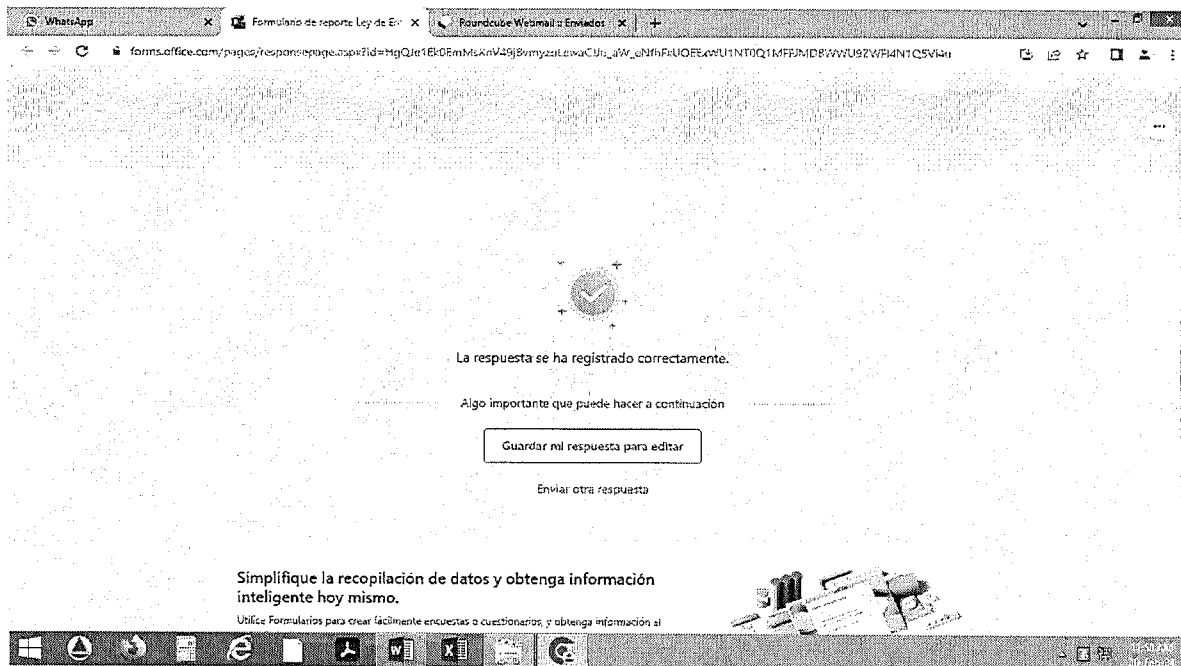 WhatsApp
Formulario de reporte Ley de En
Roundcube Webmail :: Enviados
La respuesta se ha registrado correctamente.
Algo importante que puede hacer a continuación
Guardar mi respuesta para editar
Enviar otra respuesta
Simplifique la recopilación de datos y obtenga información
inteligente hoy mismo.
Utilice Formularios para crear fácilmente encuestas o cuestionarios, y obtenga información al